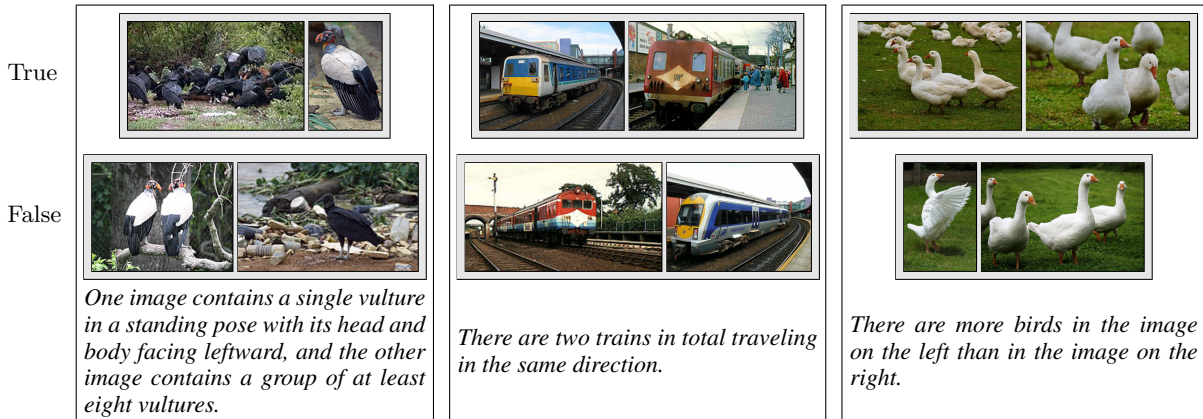 True
False
One image contains a single vulture
in a standing pose with its head and
body facing leftward, and the other
image contains a group of at least
eight vultures.
There are two trains in total traveling
in the same direction.
There are more birds in the image
on the left than in the image on the
right.